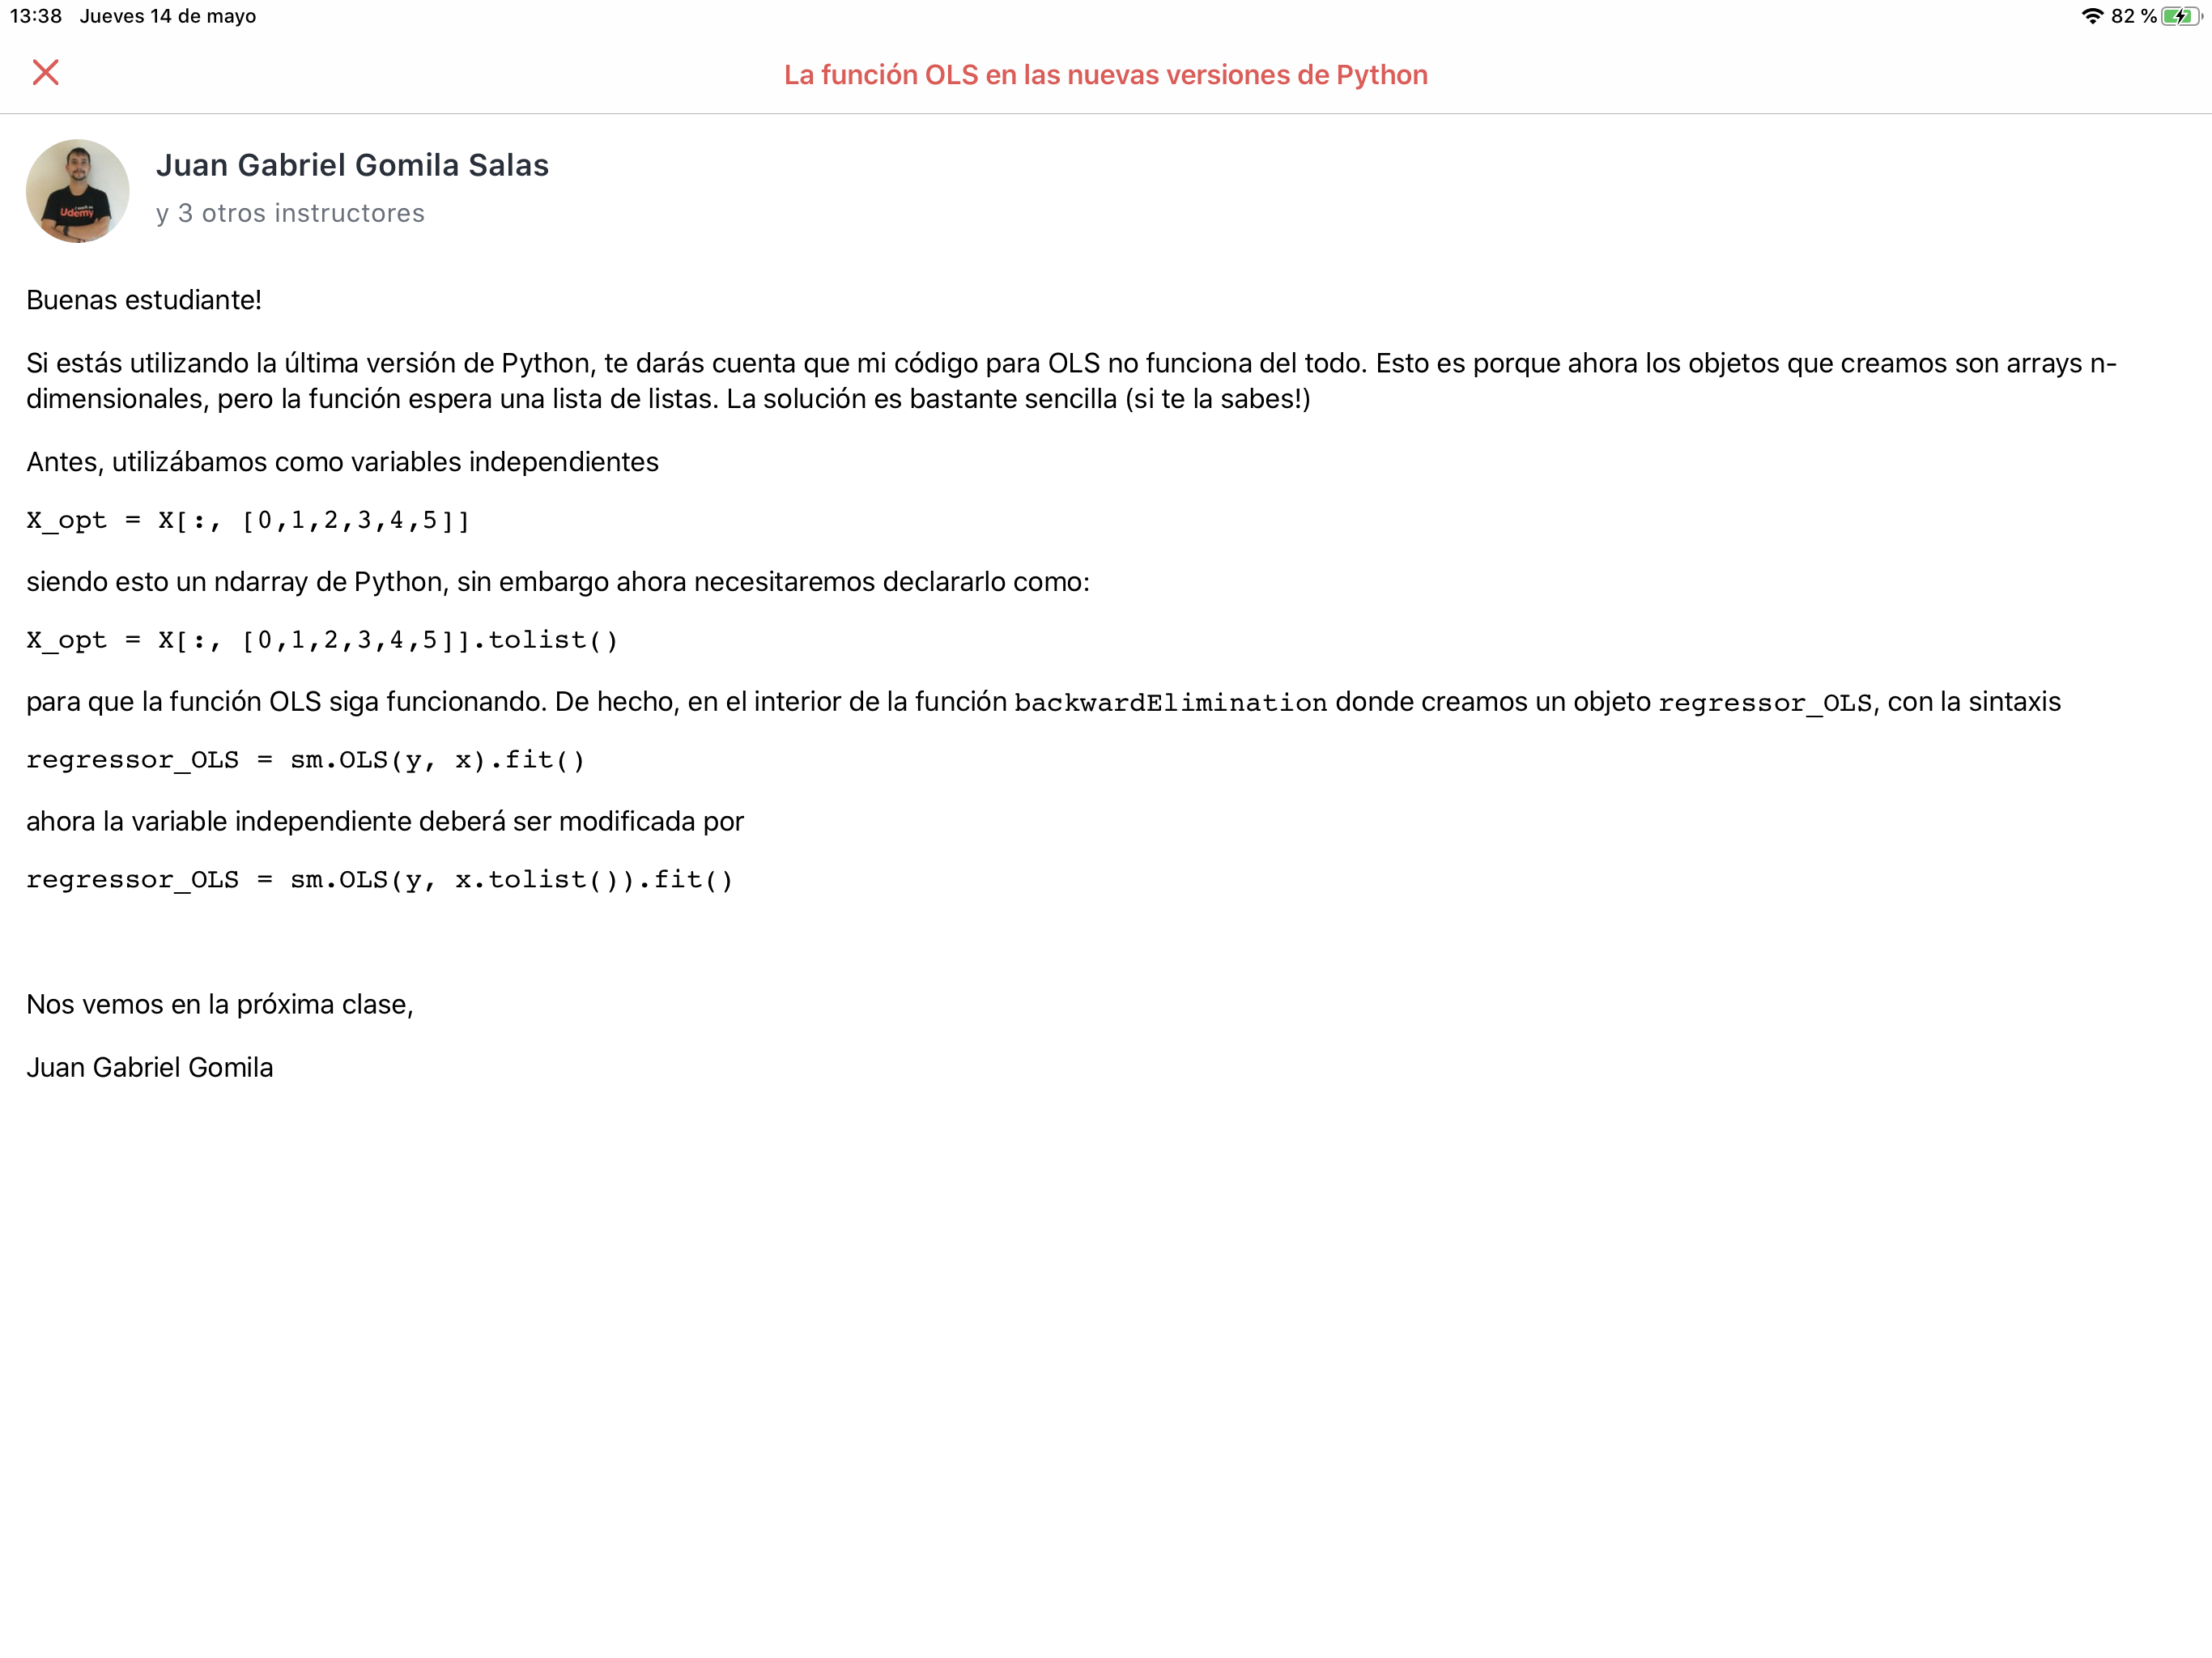 13:38 Jueves 14 de mayo 82 %
La función OLS en las nuevas versiones de Python
Juan Gabriel Gomila Salas
y 3 otros instructores
Udemy
Buenas estudiante!
Si estás utilizando la última versión de Python, te darás cuenta que mi código para OLS no funciona del todo. Esto es porque ahora los objetos que creamos son arrays n-
dimensionales, pero la función espera una lista de listas. La solución es bastante sencilla (si te la sabes!)
Antes, utilizábamos como variables independientes
X_opt = X[:, [0,1,2,3,4,5]]
siendo esto un ndarray de Python, sin embargo ahora necesitaremos declararlo como:
X_opt = X[:, [0,1,2,3,4,5]].tolist()
para que la función OLS siga funcionando. De hecho, en el interior de la función backwardElimination donde creamos un objeto regressor_OLS, con la sintaxis
regressor_OLS = sm.OLS(y, x).fit()
ahora la variable independiente deberá ser modificada por
regressor_OLS = sm.OLS(y, x.tolist()).fit()
Nos vemos en la próxima clase,
Juan Gabriel Gomila